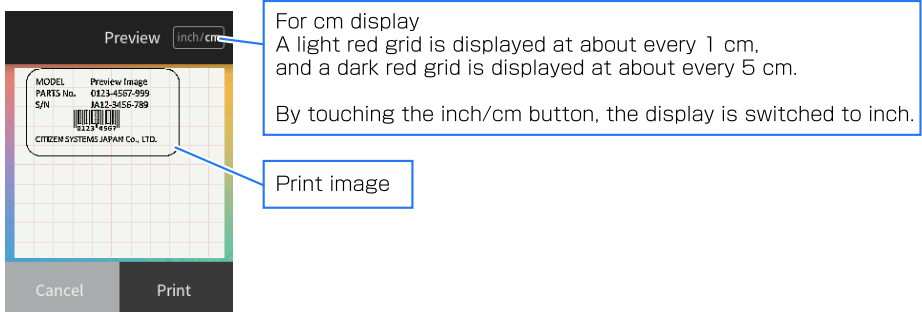 Preview inch/cm
MODEL Preview Image
PARTS No. 0123-4567-999
S/N JA12-3456-789
0123 4567
CITIZEN SYSTEMS JAPAN Co., LTD.
Cancel Print
For cm display
A light red grid is displayed at about every 1 cm,
and a dark red grid is displayed at about every 5 cm.
By touching the inch/cm button, the display is switched to inch.
Print image